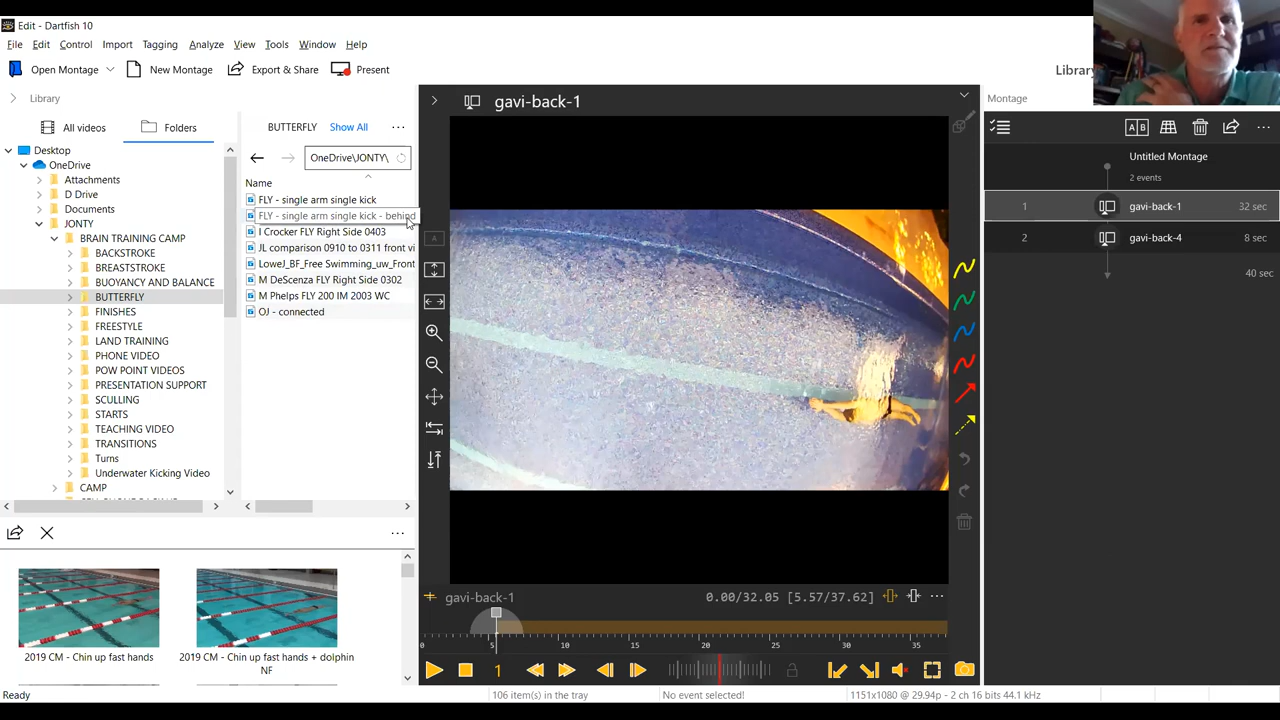 Edit - Dartfish 10
File Edit Control Import Tagging Analyze View Tools Window Help
Open Montage New Montage Export & Share Present
Library
Library
All videos Folders
Desktop
OneDrive
Attachments
D Drive
Documents
JONTY
BRAIN TRAINING CAMP
BACKSTROKE
BREASTSTROKE
BUOYANCY AND BALANCE
BUTTERFLY
FINISHES
FREESTYLE
LAND TRAINING
PHONE VIDEO
POW POINT VIDEOS
PRESENTATION SUPPORT
SCULLING
STARTS
TEACHING VIDEO
TRANSITIONS
Turns
Underwater Kicking Video
CAMP
BUTTERFLY Show All ...
OneDrive\JONTY\
Name
FLY - single arm single kick
FLY - single arm single kick - behind
I Crocker FLY Right Side 0403
JL comparison 0910 to 0311 front vi
LoweJ_BF_Free Swimming_uw_Front
M DeScenza FLY Right Side 0302
M Phelps FLY 200 IM 2003 WC
OJ - connected
2019 CM - Chin up fast hands
2019 CM - Chin up fast hands + dolphin
NF
gavi-back-1
A
gavi-back-1 0.00/32.05 [5.57/37.62] ...
0 5 10 15 20 25 30 35
1
Montage
A B ...
Untitled Montage
2 events
1 gavi-back-1 32 sec
2 gavi-back-4 8 sec
40 sec
Ready 106 item(s) in the tray No event selected! 1151x1080 @ 29.94p - 2 ch 16 bits 44.1 kHz